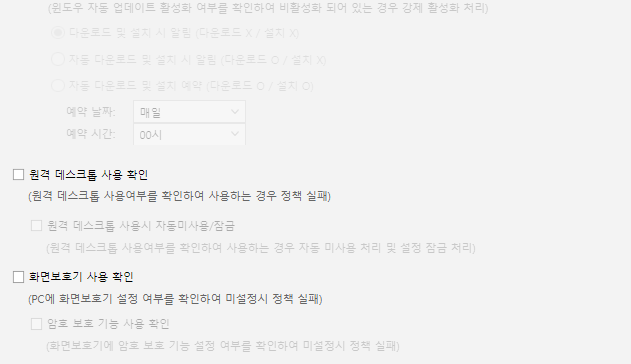 (윈도우 자동 업데이트 활성화 여부를 확인하여 비활성화 되어 있는 경우 강제 활성화 처리)
다운로드 및 설치 시 알림 (다운로드 X / 설치 X)
자동 다운로드 및 설치 시 알림 (다운로드 O / 설치 X)
자동 다운로드 및 설치 예약 (다운로드 O / 설치 O)
예약 날짜: 매일
예약 시간: 00시
원격 데스크톱 사용 확인
(원격 데스크톱 사용여부를 확인하여 사용하는 경우 정책 실패)
원격 데스크톱 사용시 자동미사용/잠금
(원격 데스크톱 사용여부를 확인하여 사용하는 경우 자동 미사용 처리 및 설정 잠금 처리)
화면보호기 사용 확인
(PC에 화면보호기 설정 여부를 확인하여 미설정시 정책 실패)
암호 보호 기능 사용 확인
(화면보호기에 암호 보호 기능 설정 여부를 확인하여 미설정시 정책 실패)